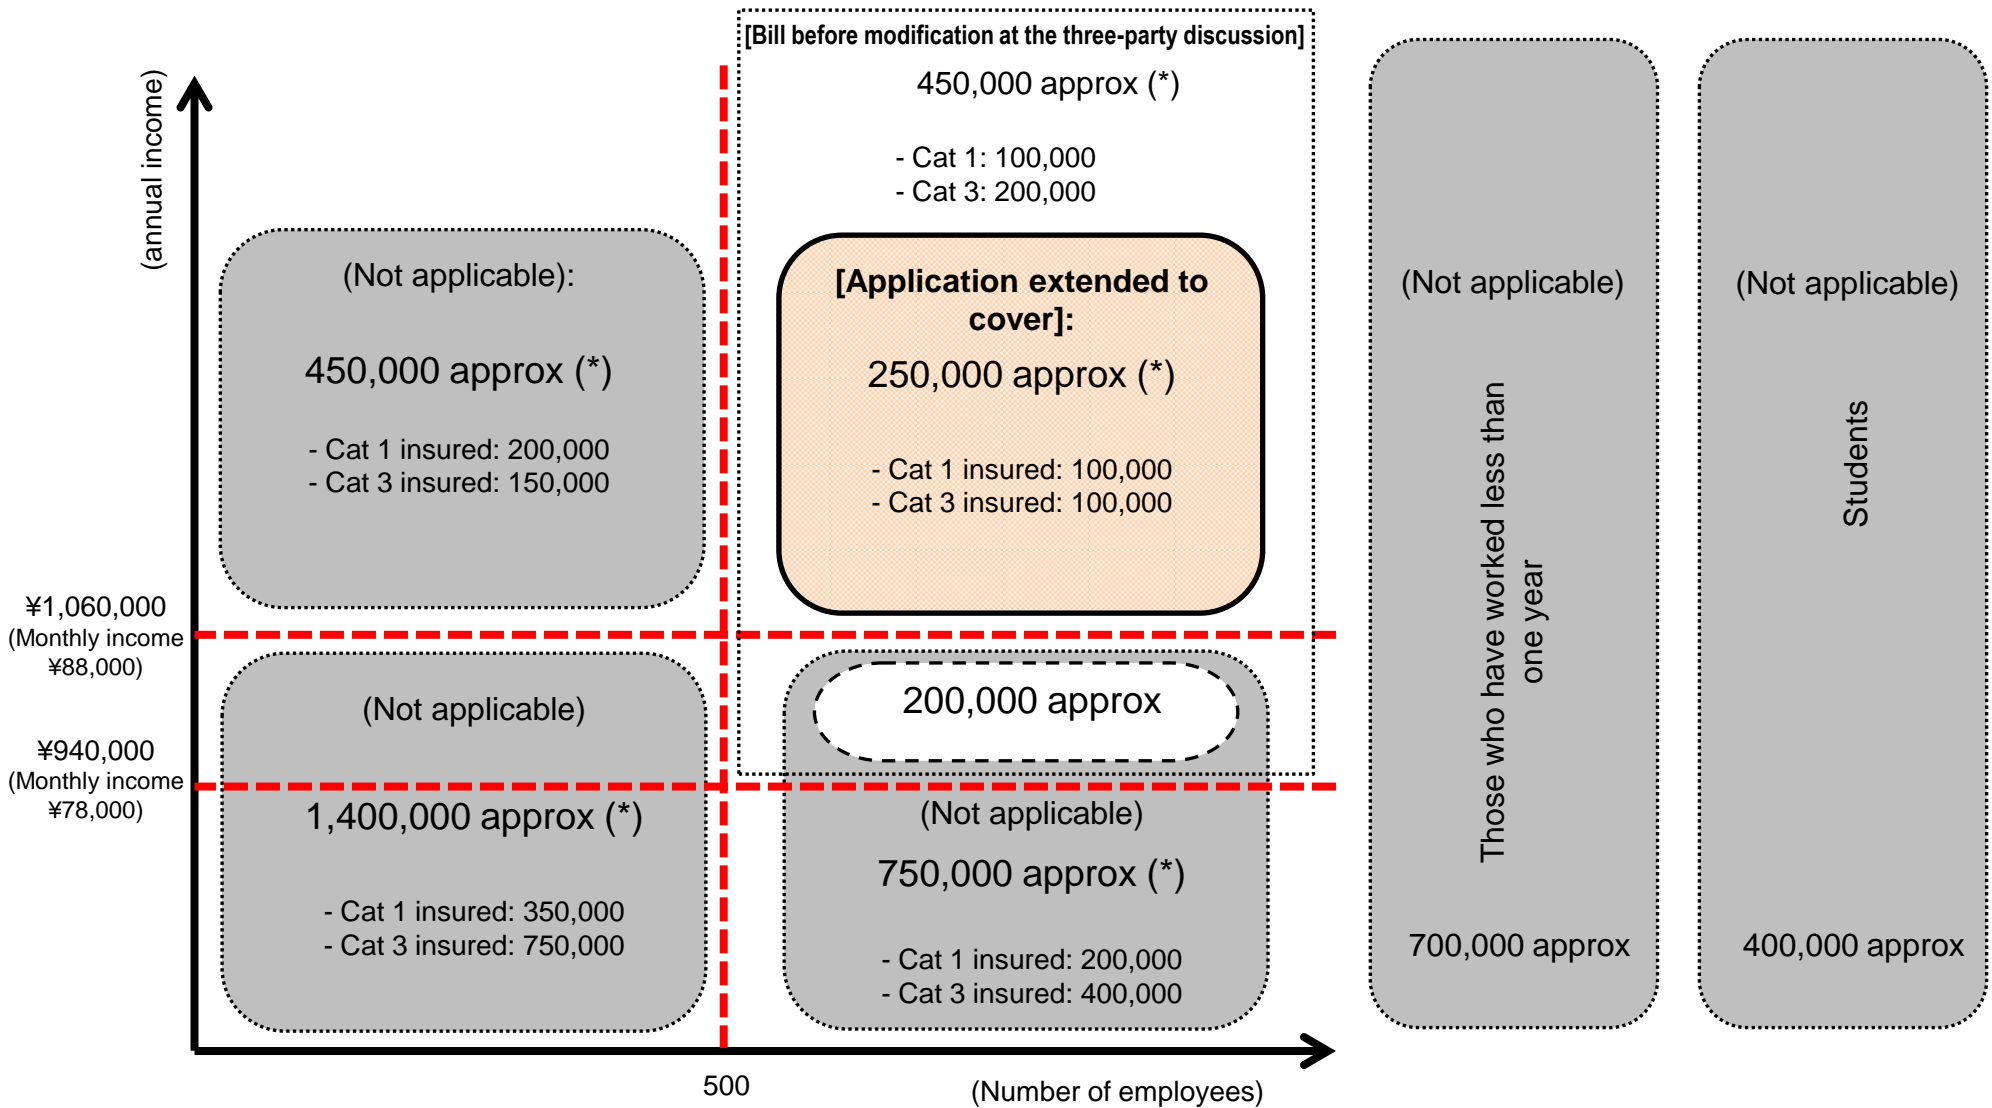 [Bill before modification at the three-party discussion]
450,000 approx (*)
- Cat 1: 100,000
- Cat 3: 200,000
(annual income)
(Not applicable):
450,000 approx (*)
- Cat 1 insured: 200,000
- Cat 3 insured: 150,000
[Application extended to
cover]:
250,000 approx (*)
- Cat 1 insured: 100,000
- Cat 3 insured: 100,000
¥1,060,000
(Monthly income
¥88,000)
¥940,000
(Monthly income
¥78,000)
(Not applicable)
1,400,000 approx (*)
- Cat 1 insured: 350,000
- Cat 3 insured: 750,000
200,000 approx
(Not applicable)
750,000 approx (*)
- Cat 1 insured: 200,000
- Cat 3 insured: 400,000
500
(Number of employees)
(Not applicable)
Those who have worked less than
one year
700,000 approx
(Not applicable)
Students
400,000 approx